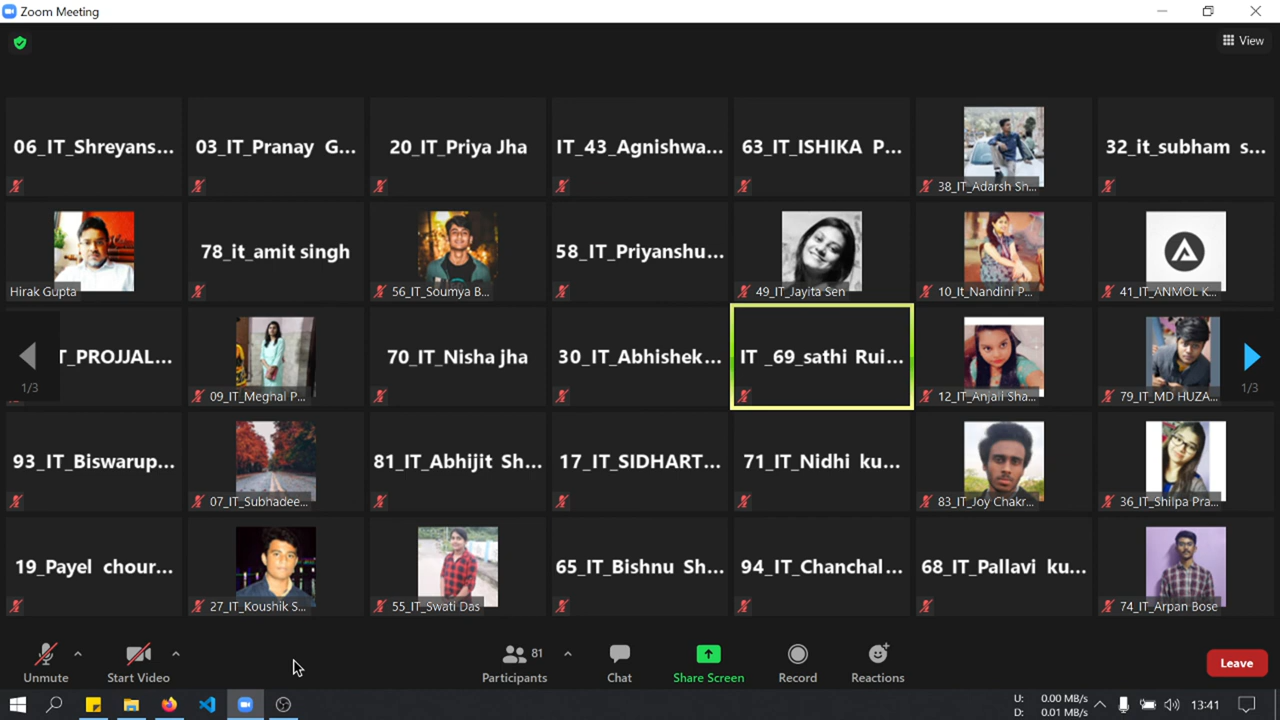 Zoom Meeting
View
06_IT_Shreyans...
03_IT_Pranay G...
20_IT_Priya Jha
IT_43_Agnishwa...
63_IT_ISHIKA P...
38_IT_Adarsh Sh...
32_it_subham s...
Hirak Gupta
78_it_amit singh
56_IT_Soumya B...
58_IT_Priyanshu...
49_IT_Jayita Sen
10_It_Nandini P...
41_IT_ANMOL K...
T_PROJJAL...
1/3
09_IT_Meghal P...
70_IT_Nisha jha
30_IT_Abhishek...
IT _69_sathi Rui...
12_IT_Anjali Sha...
79_IT_MD HUZA...
1/3
93_IT_Biswarup...
07_IT_Subhadee...
81_IT_Abhijit Sh...
17_IT_SIDHART...
71_IT_Nidhi ku...
83_IT_Joy Chakr...
36_IT_Shilpa Pra...
19_Payel chour...
27_IT_Koushik S...
55_IT_Swati Das
65_IT_Bishnu Sh...
94_IT_Chanchal...
68_IT_Pallavi ku...
74_IT_Arpan Bose
Unmute
Start Video
81
Participants
Chat
Share Screen
Record
Reactions
Leave
U: 0.00 MB/s
D: 0.01 MB/s
13:41